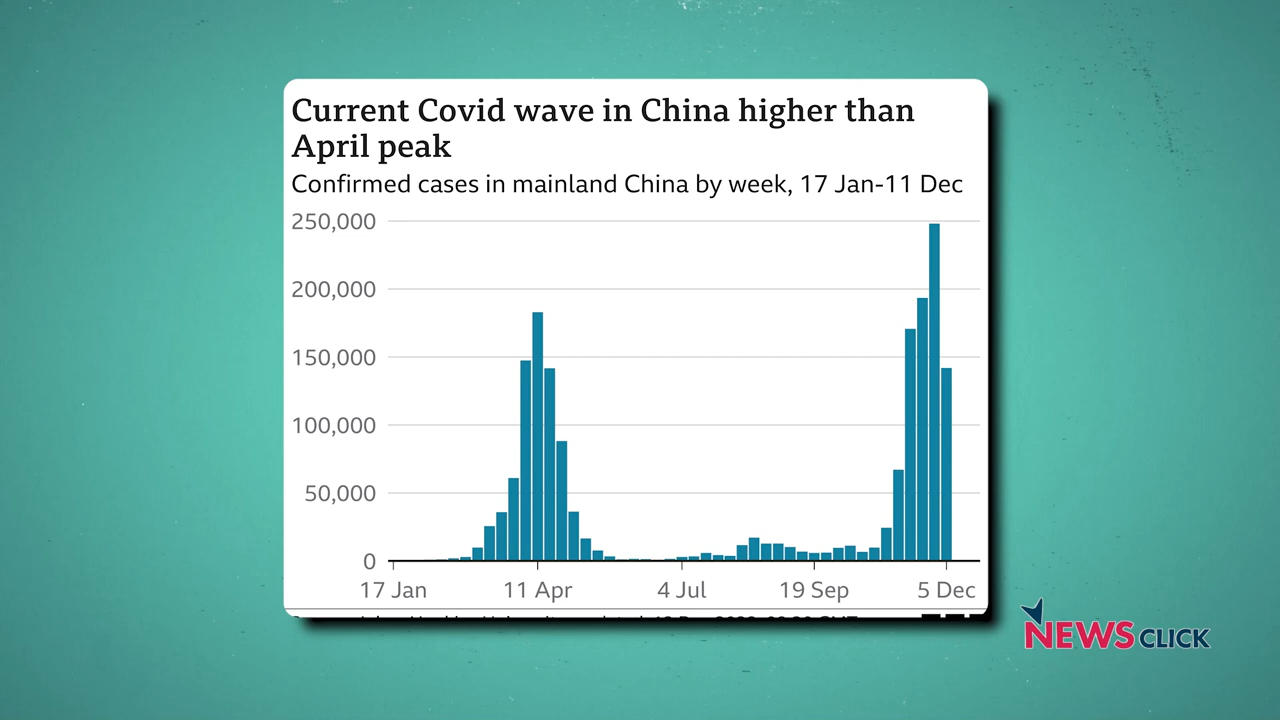 Current Covid wave in China higher than
April peak
Confirmed cases in mainland China by week, 17 Jan-11 Dec
250,000
200,000
150,000
100,000
50,000
0
17 Jan 11 Apr 4 Jul 19 Sep 5 Dec
NEWSCLICK